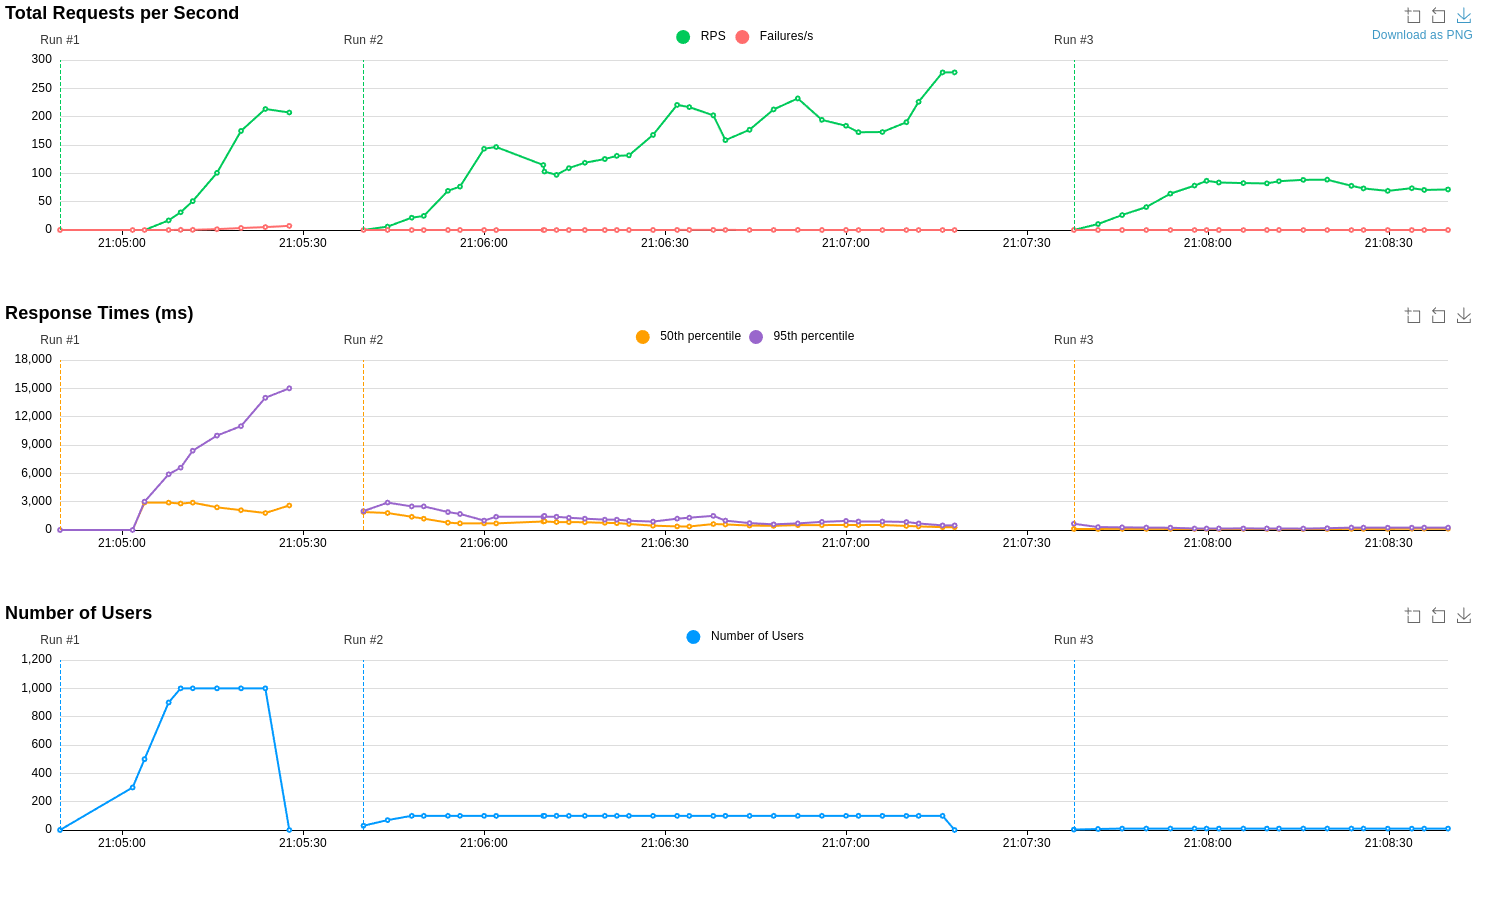 Total Requests per Second
Download as PNG
RPS Failures/s
Run #1 Run #2 Run #3
300
250
200
150
100
50
0
21:05:00 21:05:30 21:06:00 21:06:30 21:07:00 21:07:30 21:08:00 21:08:30
Response Times (ms)
50th percentile 95th percentile
Run #1 Run #2 Run #3
18,000
15,000
12,000
9,000
6,000
3,000
0
21:05:00 21:05:30 21:06:00 21:06:30 21:07:00 21:07:30 21:08:00 21:08:30
Number of Users
Number of Users
Run #1 Run #2 Run #3
1,200
1,000
800
600
400
200
0
21:05:00 21:05:30 21:06:00 21:06:30 21:07:00 21:07:30 21:08:00 21:08:30